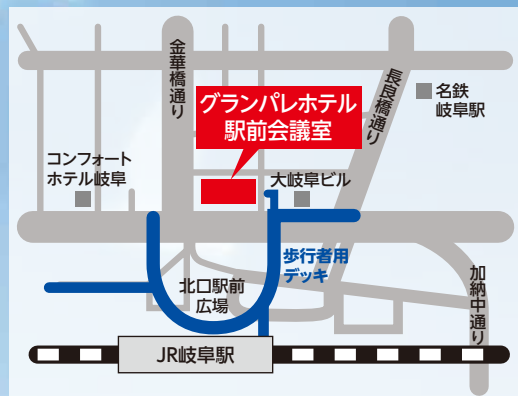 金華橋通り
長良橋通り
名鉄
岐阜駅
グランパレホテル
駅前会議室
コンフォート
ホテル岐阜
大岐阜ビル
歩行者用
デッキ
北口駅前
広場
加納中通り
JR岐阜駅